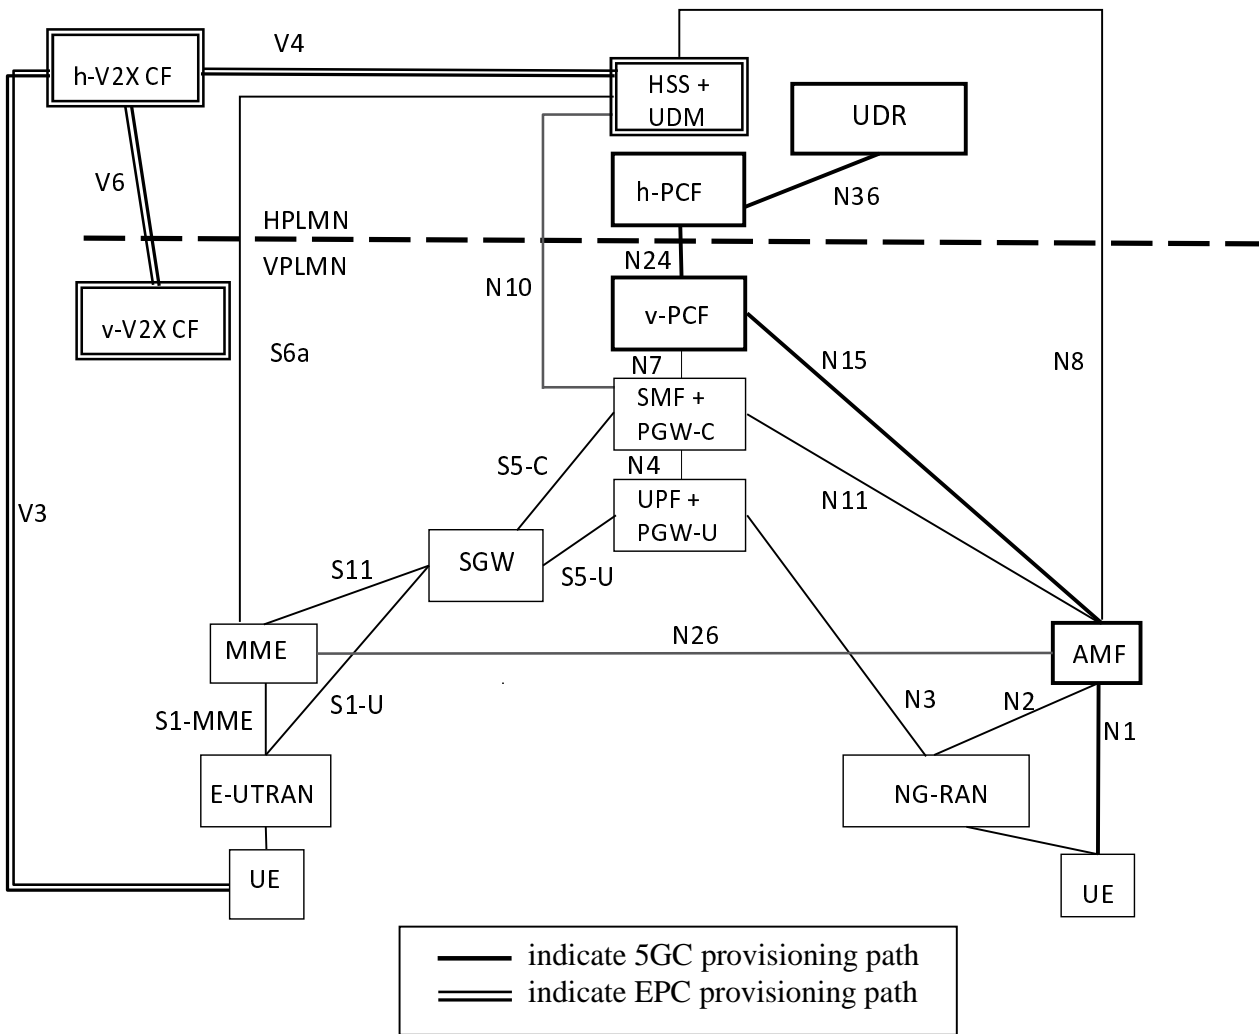 V4
h-V2X CF
HSS +
UDM
UDR
V6
h-PCF
N36
HPLMN
VPLMN
N24
N10
v-V2X CF
v-PCF
S6a
N7
N15
N8
SMF +
PGW-C
S5-C
N4
N11
V3
UPF +
PGW-U
S11
SGW
S5-U
MME
N26
AMF
S1-MME
S1-U
N3
N2
N1
E-UTRAN
NG-RAN
UE
UE
indicate 5GC provisioning path
indicate EPC provisioning path